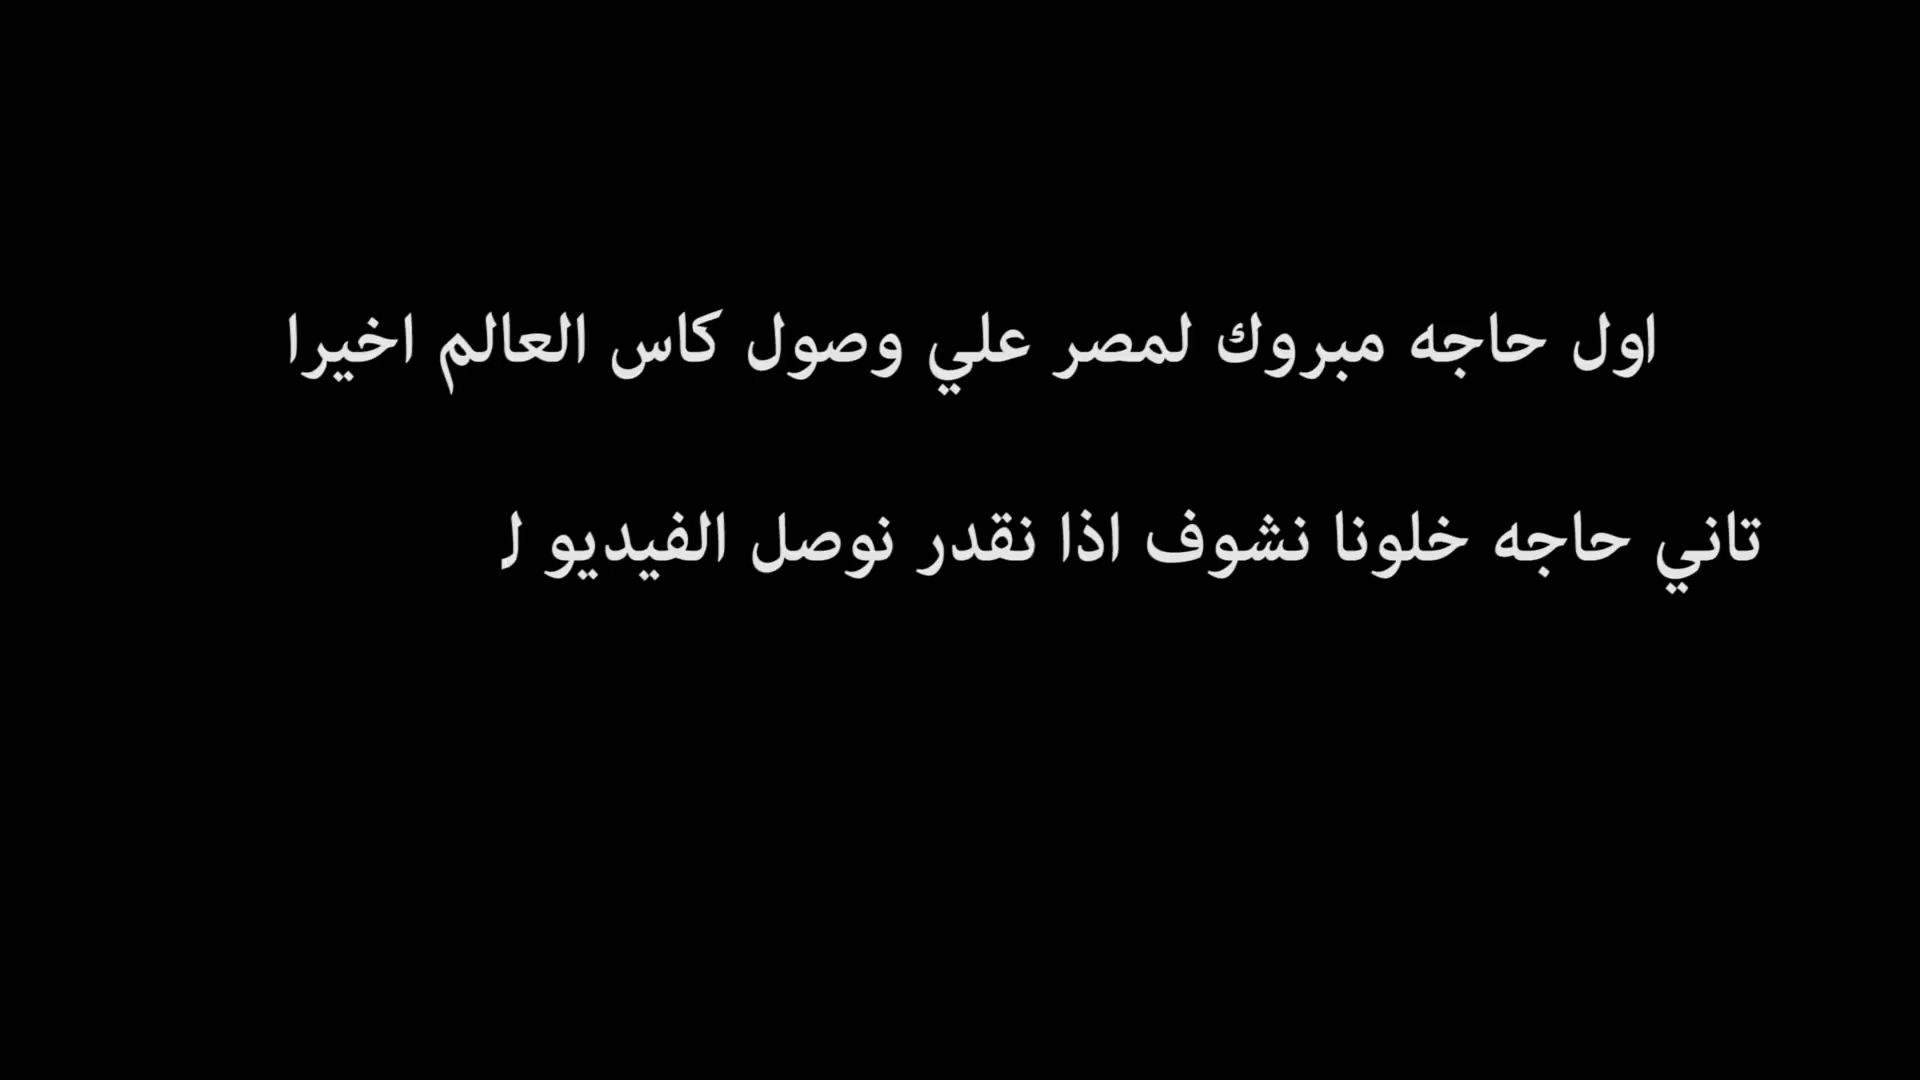 اول حاجه مبروك لمصر علي وصول كاس العالم اخيرا
تاني حاجه خلونا نشوف اذا نقدر نوصل الفيديو ل